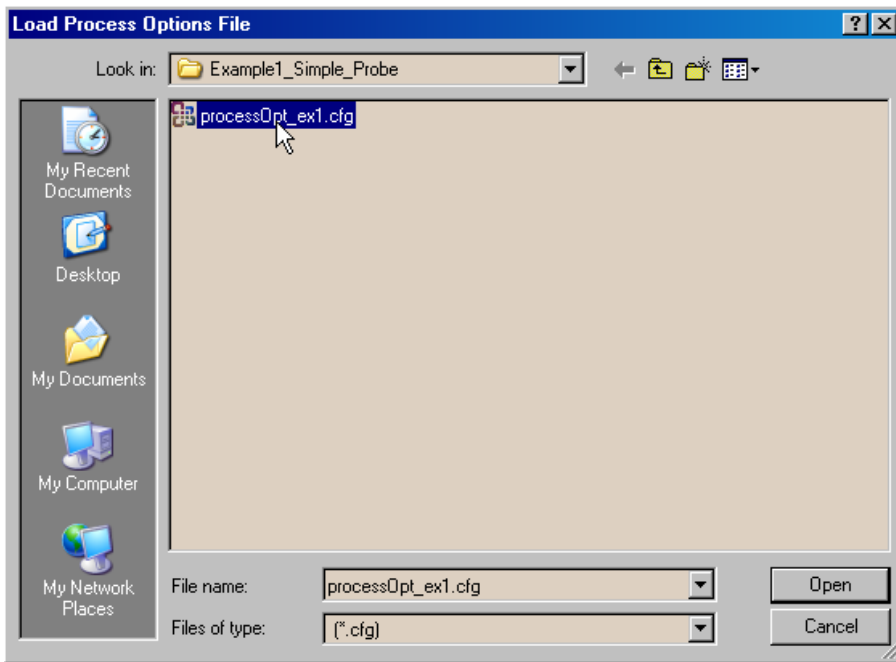 Load Process Options File
Look in: Example1_Simple_Probe
processOpt_ex1.cfg
My Recent
Documents
Desktop
My Documents
My Computer
My Network
Places
File name: processOpt_ex1.cfg Open
Files of type: (*.cfg) Cancel